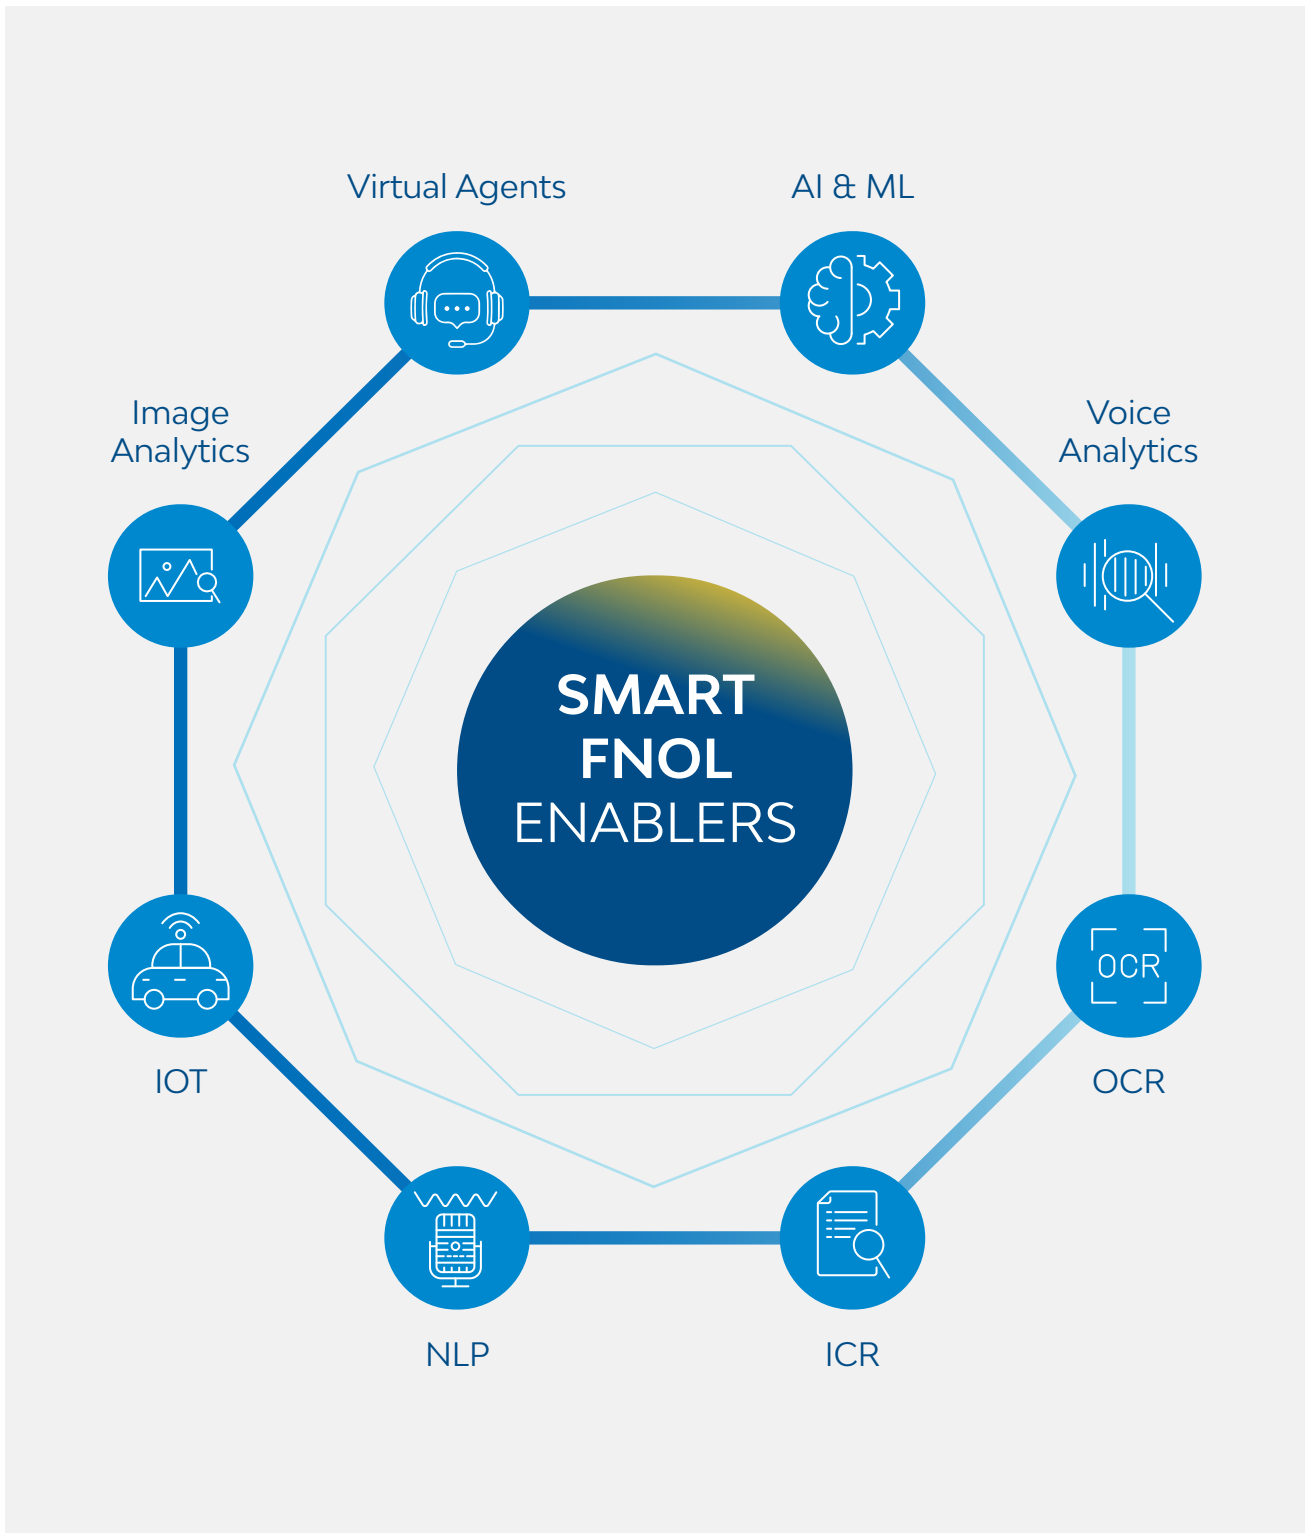 Virtual Agents
AI & ML
Image
Analytics
Voice
Analytics
SMART
FNOL
ENABLERS
OCR
IOT
OCR
NLP
ICR